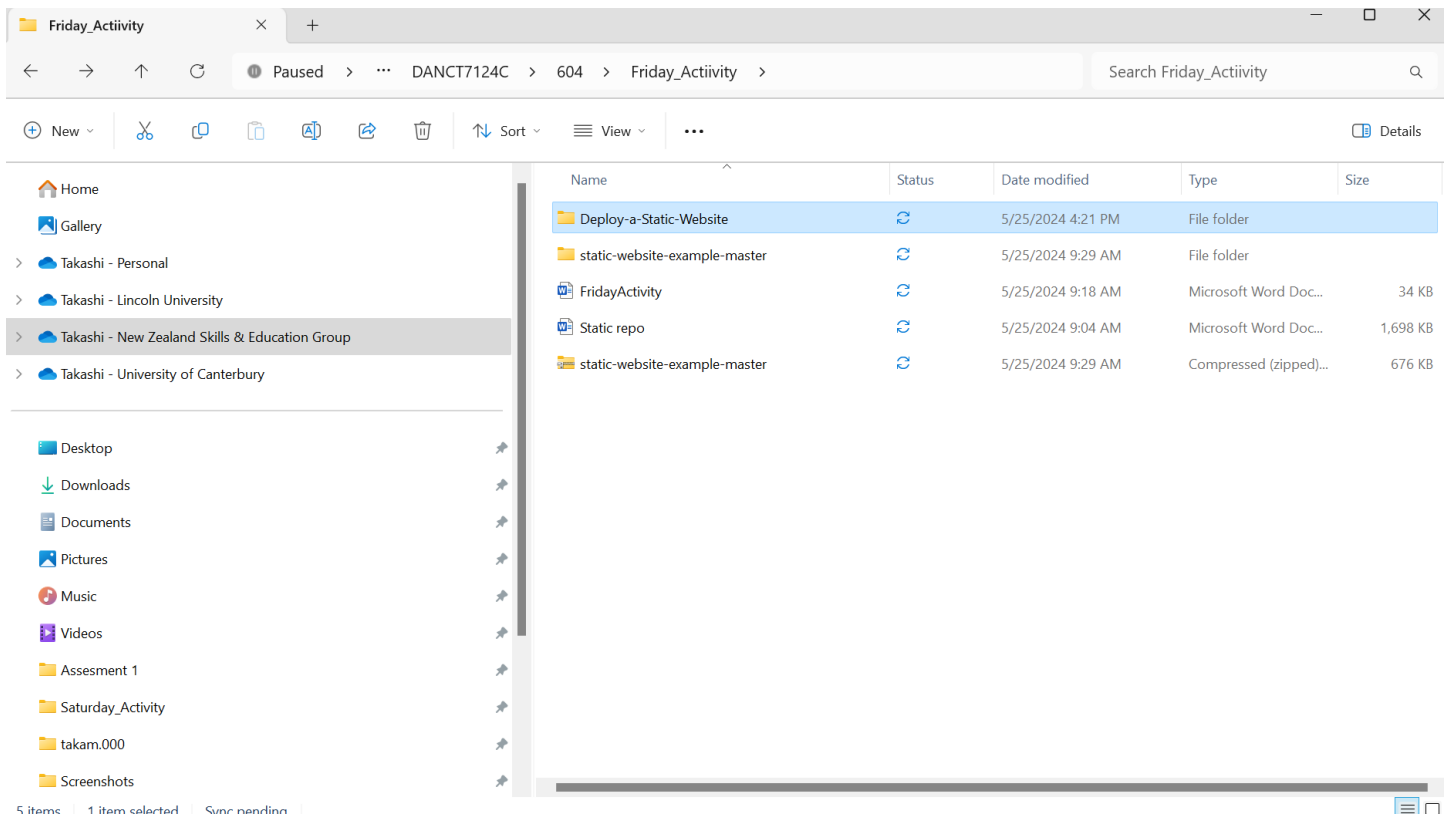 Friday_Actiivity
Paused > ... DANCT7124C > 604 > Friday_Actiivity >
Search Friday_Actiivity
New
Sort
View
Details
Home
Gallery
Takashi - Personal
Takashi - Lincoln University
Takashi - New Zealand Skills & Education Group
Takashi - University of Canterbury
Desktop
Downloads
Documents
Pictures
Music
Videos
Assesment 1
Saturday_Activity
takam.000
Screenshots
Name Status Date modified Type Size
Deploy-a-Static-Website 5/25/2024 4:21 PM File folder
static-website-example-master 5/25/2024 9:29 AM File folder
FridayActivity 5/25/2024 9:18 AM Microsoft Word Doc... 34 KB
Static repo 5/25/2024 9:04 AM Microsoft Word Doc... 1,698 KB
static-website-example-master 5/25/2024 9:29 AM Compressed (zipped)... 676 KB
5 items 1 item selected Sync pending